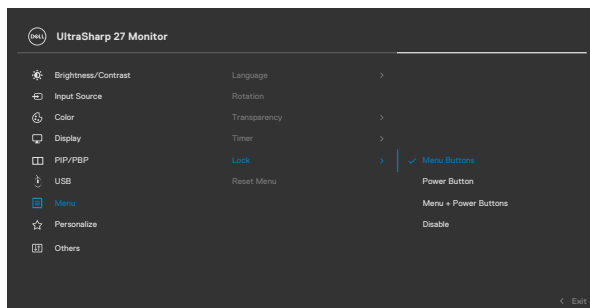 DELL UltraSharp 27 Monitor
Brightness/Contrast Language
Input Source Rotation
Color Transparency
Display Timer
PIP/PBP Lock Menu Buttons
USB Reset Menu Power Button
Menu Menu + Power Buttons
Personalize Disable
Others
Exit